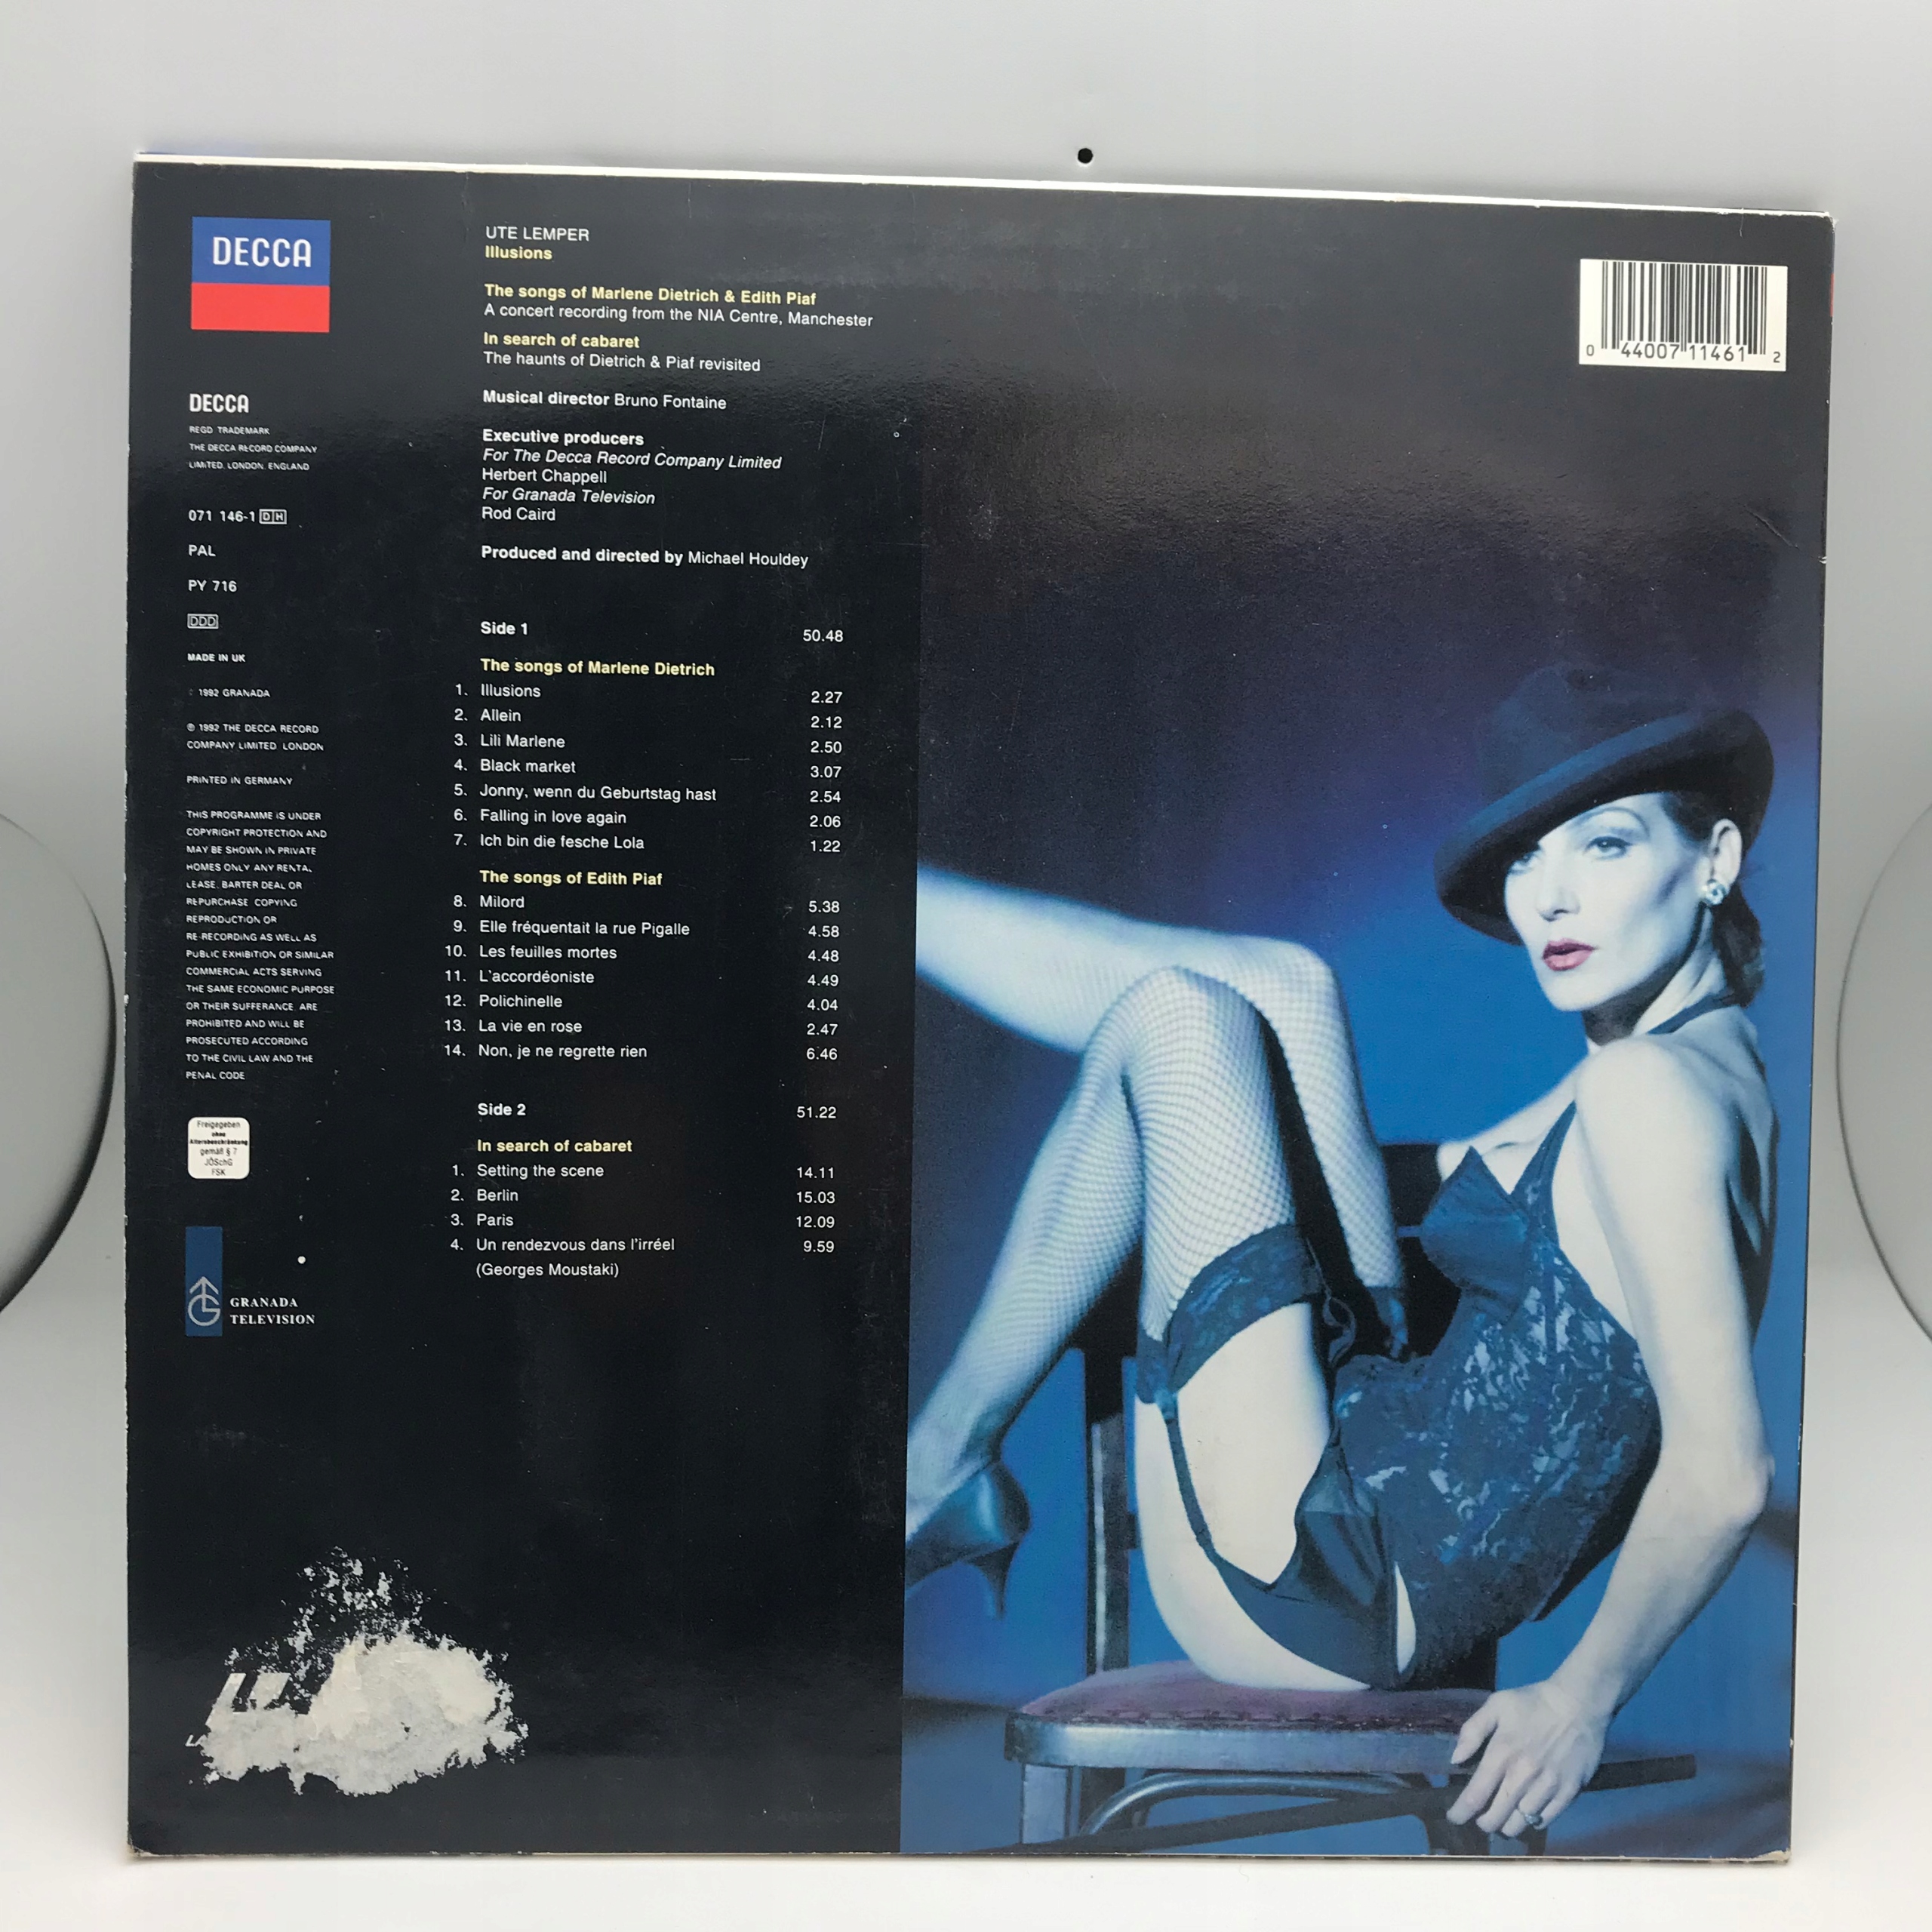 DECCA
UTE LEMPER
Illusions
The songs of Marlene Dietrich & Edith Piaf
A concert recording from the NIA Centre, Manchester
In search of cabaret
The haunts of Dietrich & Piaf revisited
Musical director Bruno Fontaine
Executive producers
For The Decca Record Company Limited
Herbert Chappell
For Granada Television
Rod Caird
Produced and directed by Michael Houldey
0 44007 11461 2
DECCA
REGD TRADEMARK
THE DECCA RECORD COMPANY
LIMITED. LONDON. ENGLAND
071 146-1 DH
PAL
PY 716
DDD
MADE IN UK
1992 GRANADA
℗ 1992 THE DECCA RECORD
COMPANY LIMITED LONDON
PRINTED IN GERMANY
THIS PROGRAMME IS UNDER
COPYRIGHT PROTECTION AND
MAY BE SHOWN IN PRIVATE
HOMES ONLY ANY RENTAL
LEASE. BARTER DEAL OR
REPURCHASE COPYING
REPRODUCTION OR
RE-RECORDING AS WELL AS
PUBLIC EXHIBITION OR SIMILAR
COMMERCIAL ACTS SERVING
THE SAME ECONOMIC PURPOSE
OR THEIR SUFFERANCE ARE
PROHIBITED AND WILL BE
PROSECUTED ACCORDING
TO THE CIVIL LAW AND THE
PENAL CODE
Freigegeben
ohne
Altersbeschränkung
gemäß § 7
JÖSchG
FSK
GRANADA
TELEVISION
Side 1 50.48
The songs of Marlene Dietrich
1. Illusions 2.27
2. Allein 2.12
3. Lili Marlene 2.50
4. Black market 3.07
5. Jonny, wenn du Geburtstag hast 2.54
6. Falling in love again 2.06
7. Ich bin die fesche Lola 1.22
The songs of Edith Piaf
8. Milord 5.38
9. Elle fréquentait la rue Pigalle 4.58
10. Les feuilles mortes 4.48
11. L'accordéoniste 4.49
12. Polichinelle 4.04
13. La vie en rose 2.47
14. Non, je ne regrette rien 6.46
Side 2 51.22
In search of cabaret
1. Setting the scene 14.11
2. Berlin 15.03
3. Paris 12.09
4. Un rendezvous dans l'irréel 9.59
(Georges Moustaki)